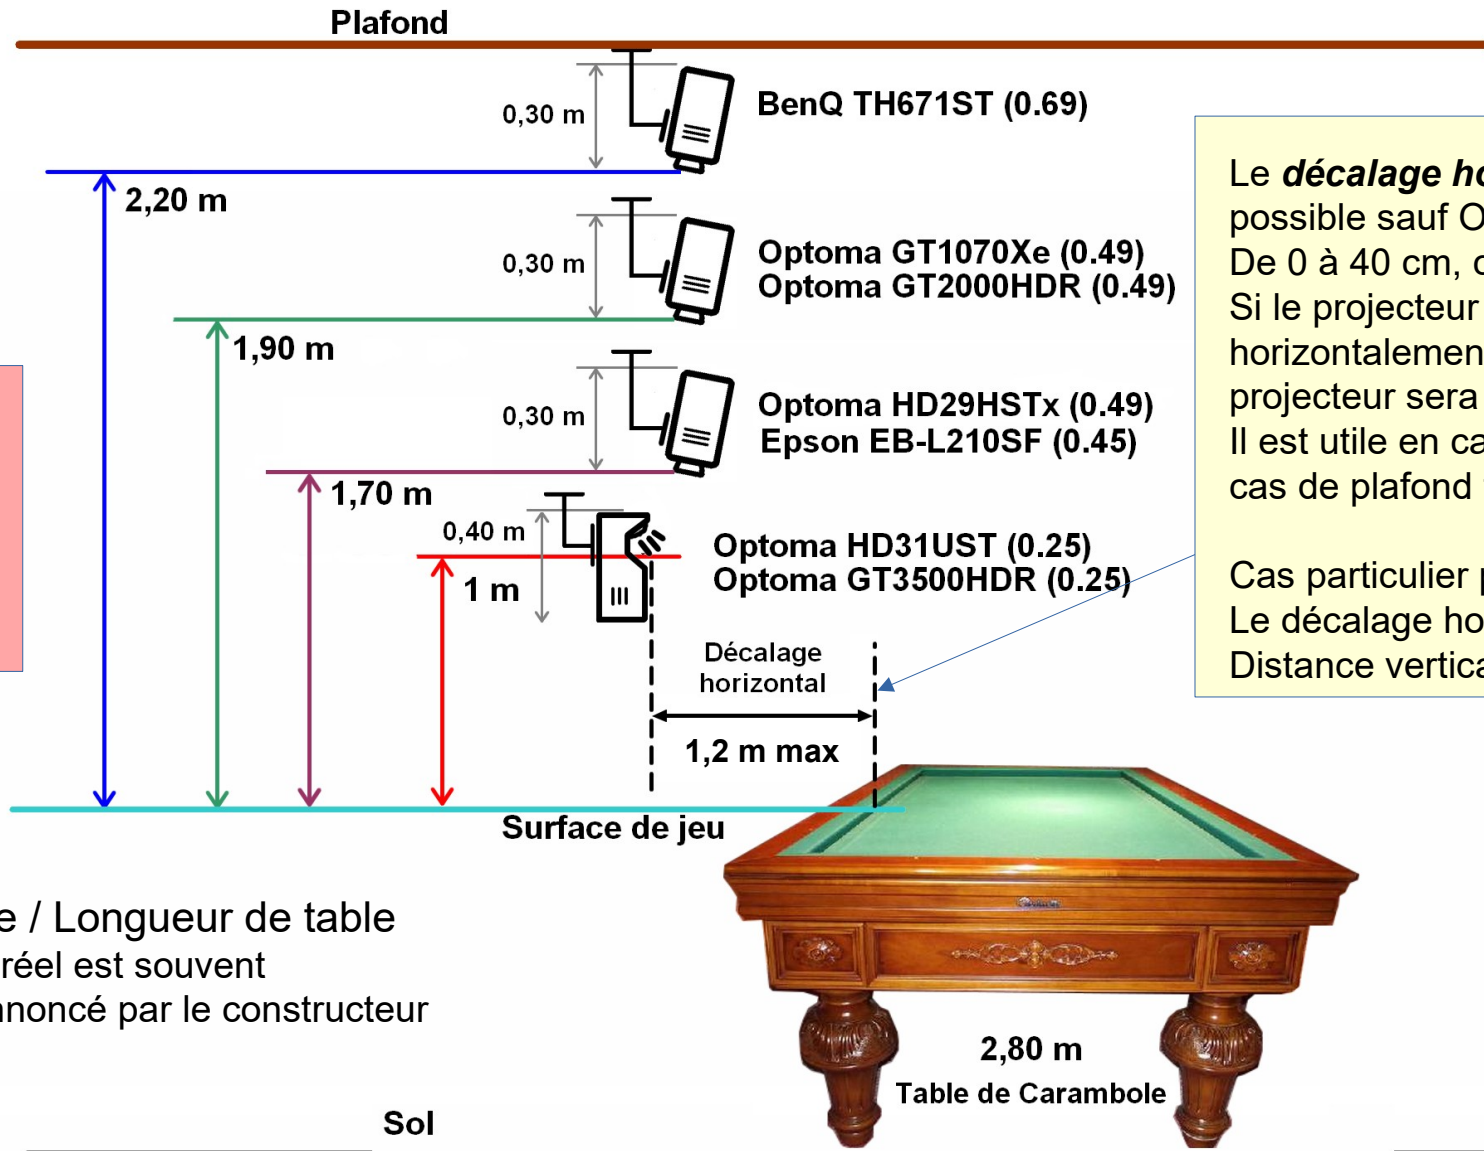 Plafond
0,30 m
BenQ TH671ST (0.69)
2,20 m
0,30 m
Optoma GT1070Xe (0.49)
Optoma GT2000HDR (0.49)
1,90 m
0,30 m
Optoma HD29HSTx (0.49)
Epson EB-L210SF (0.45)
1,70 m
0,40 m
Optoma HD31UST (0.25)
Optoma GT3500HDR (0.25)
1 m
Décalage
horizontal
1,2 m max
Le décalage ho
possible sauf O
De 0 à 40 cm,
Si le projecteur
horizontalemen
projecteur sera
Il est utile en ca
cas de plafond
Cas particulier p
Le décalage ho
Distance vertica
Surface de jeu
e / Longueur de table
réel est souvent
nnoncé par le constructeur
2,80 m
Table de Carambole
Sol